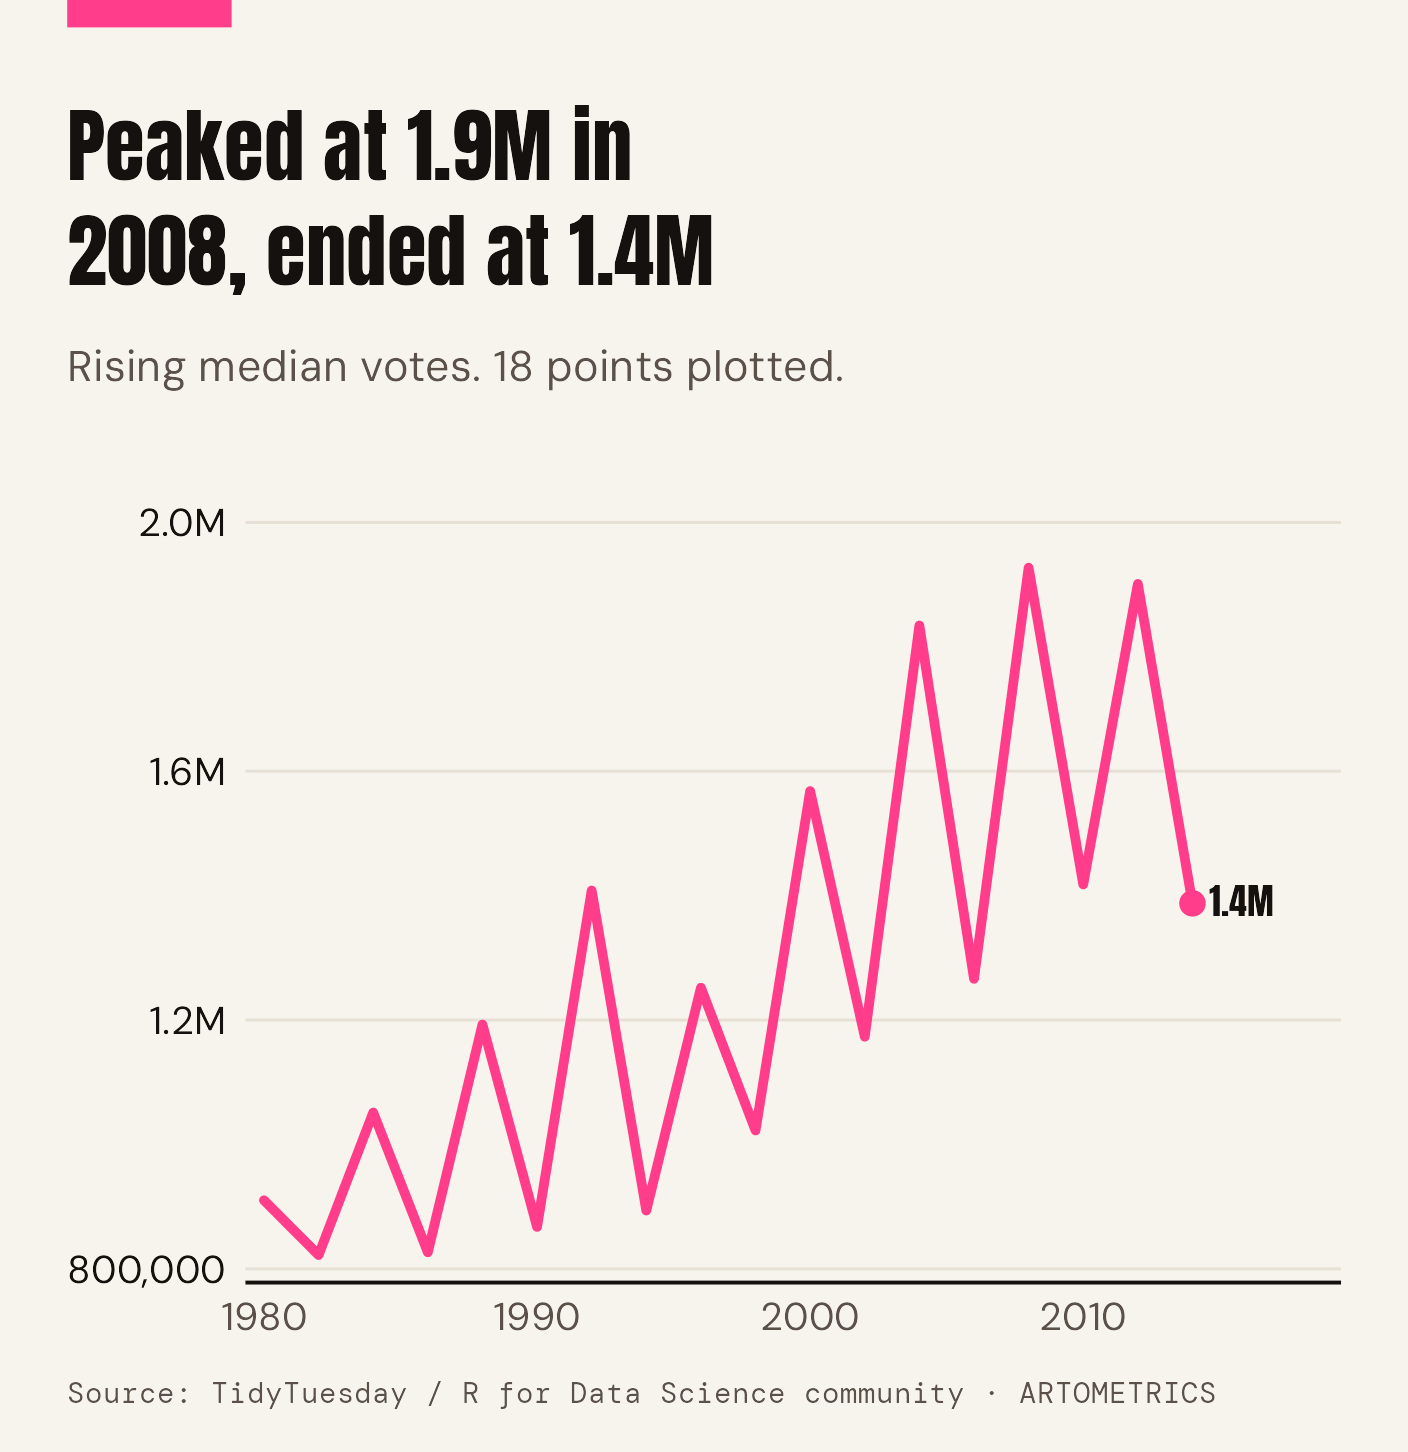 Peaked at 1.9M in
2008, ended at 1.4M
Rising median votes. 18 points plotted.
2.0M
1.6M
1.4M
1.2M
800,000
1980 1990 2000 2010
Source: TidyTuesday / R for Data Science community · ARTOMETRICS